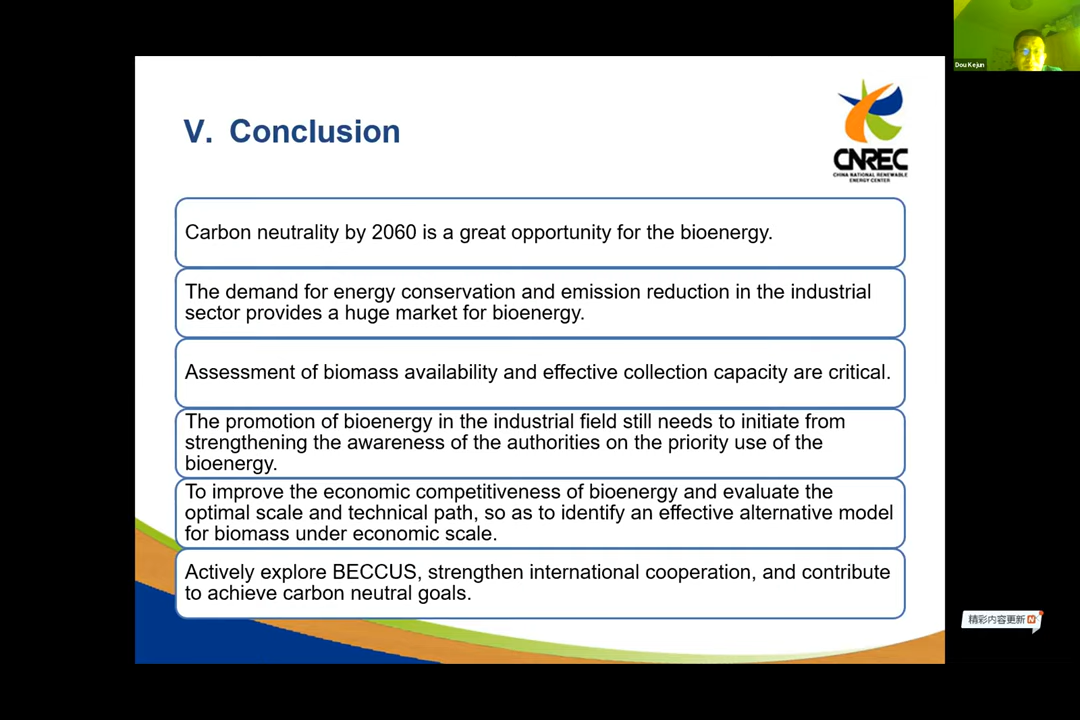 Dou Kejun
V. Conclusion
CNREC
CHINA NATIONAL RENEWABLE
ENERGY CENTER
Carbon neutrality by 2060 is a great opportunity for the bioenergy.
The demand for energy conservation and emission reduction in the industrial
sector provides a huge market for bioenergy.
Assessment of biomass availability and effective collection capacity are critical.
The promotion of bioenergy in the industrial field still needs to initiate from
strengthening the awareness of the authorities on the priority use of the
bioenergy.
To improve the economic competitiveness of bioenergy and evaluate the
optimal scale and technical path, so as to identify an effective alternative model
for biomass under economic scale.
Actively explore BECCUS, strengthen international cooperation, and contribute
to achieve carbon neutral goals.
精彩内容更新 N